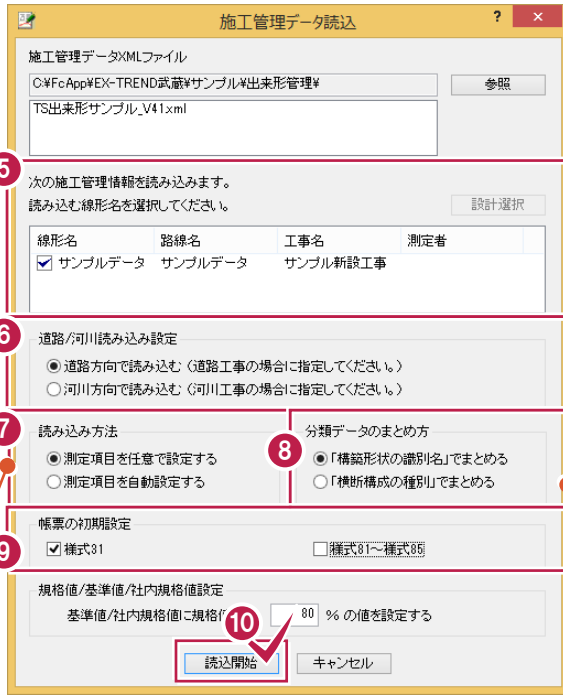 施工管理データ読込
? ×
施工管理データXMLファイル
C:¥FcApp¥EX-TREND武蔵¥サンプル¥出来形管理¥
参照
TS出来形サンプル_V41.xml
5
次の施工管理情報を読み込みます。
読み込む線形名を選択してください。
設計選択
線形名 路線名 工事名 測定者
サンプルデータ サンプルデータ サンプル新設工事
6
道路/河川読み込み設定
道路方向で読み込む（道路工事の場合に指定してください。）
河川方向で読み込む（河川工事の場合に指定してください。）
7
読み込み方法
測定項目を任意で設定する
測定項目を自動設定する
8
分類データのまとめ方
「構築形状の識別名」でまとめる
「横断構成の種別」でまとめる
9
帳票の初期設定
様式31
様式81～様式85
規格値/基準値/社内規格値設定
基準値/社内規格値に規格値 80 % の値を設定する
10
読込開始
キャンセル